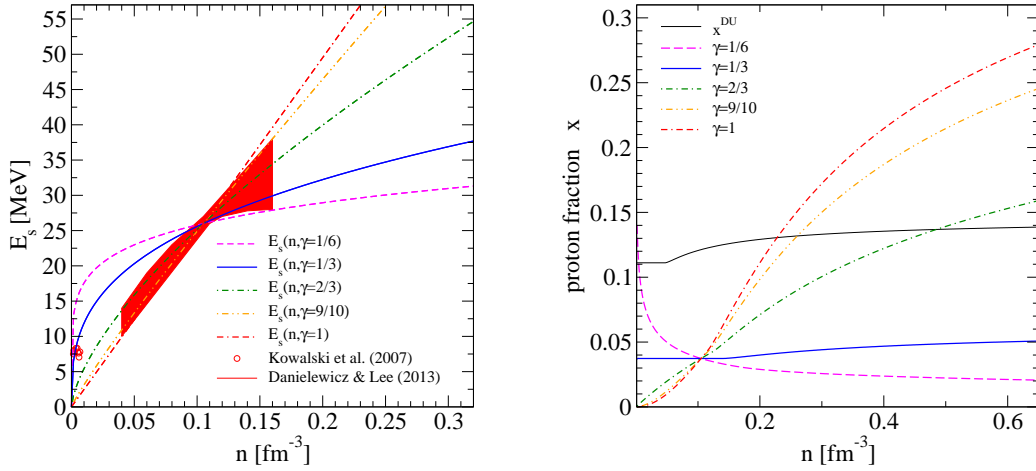 E_s [MeV]
55
50
45
40
35
30
25
20
15
10
5
0
E_s(n,γ=1/6)
E_s(n,γ=1/3)
E_s(n,γ=2/3)
E_s(n,γ=9/10)
E_s(n,γ=1)
Kowalski et al. (2007)
Danielewicz & Lee (2013)
0 0.05 0.1 0.15 0.2 0.25 0.3
n [fm^-3]
proton fraction x
0.3
0.25
0.2
0.15
0.1
0.05
0
x^DU
γ=1/6
γ=1/3
γ=2/3
γ=9/10
γ=1
0 0.2 0.4 0.6
n [fm^-3]